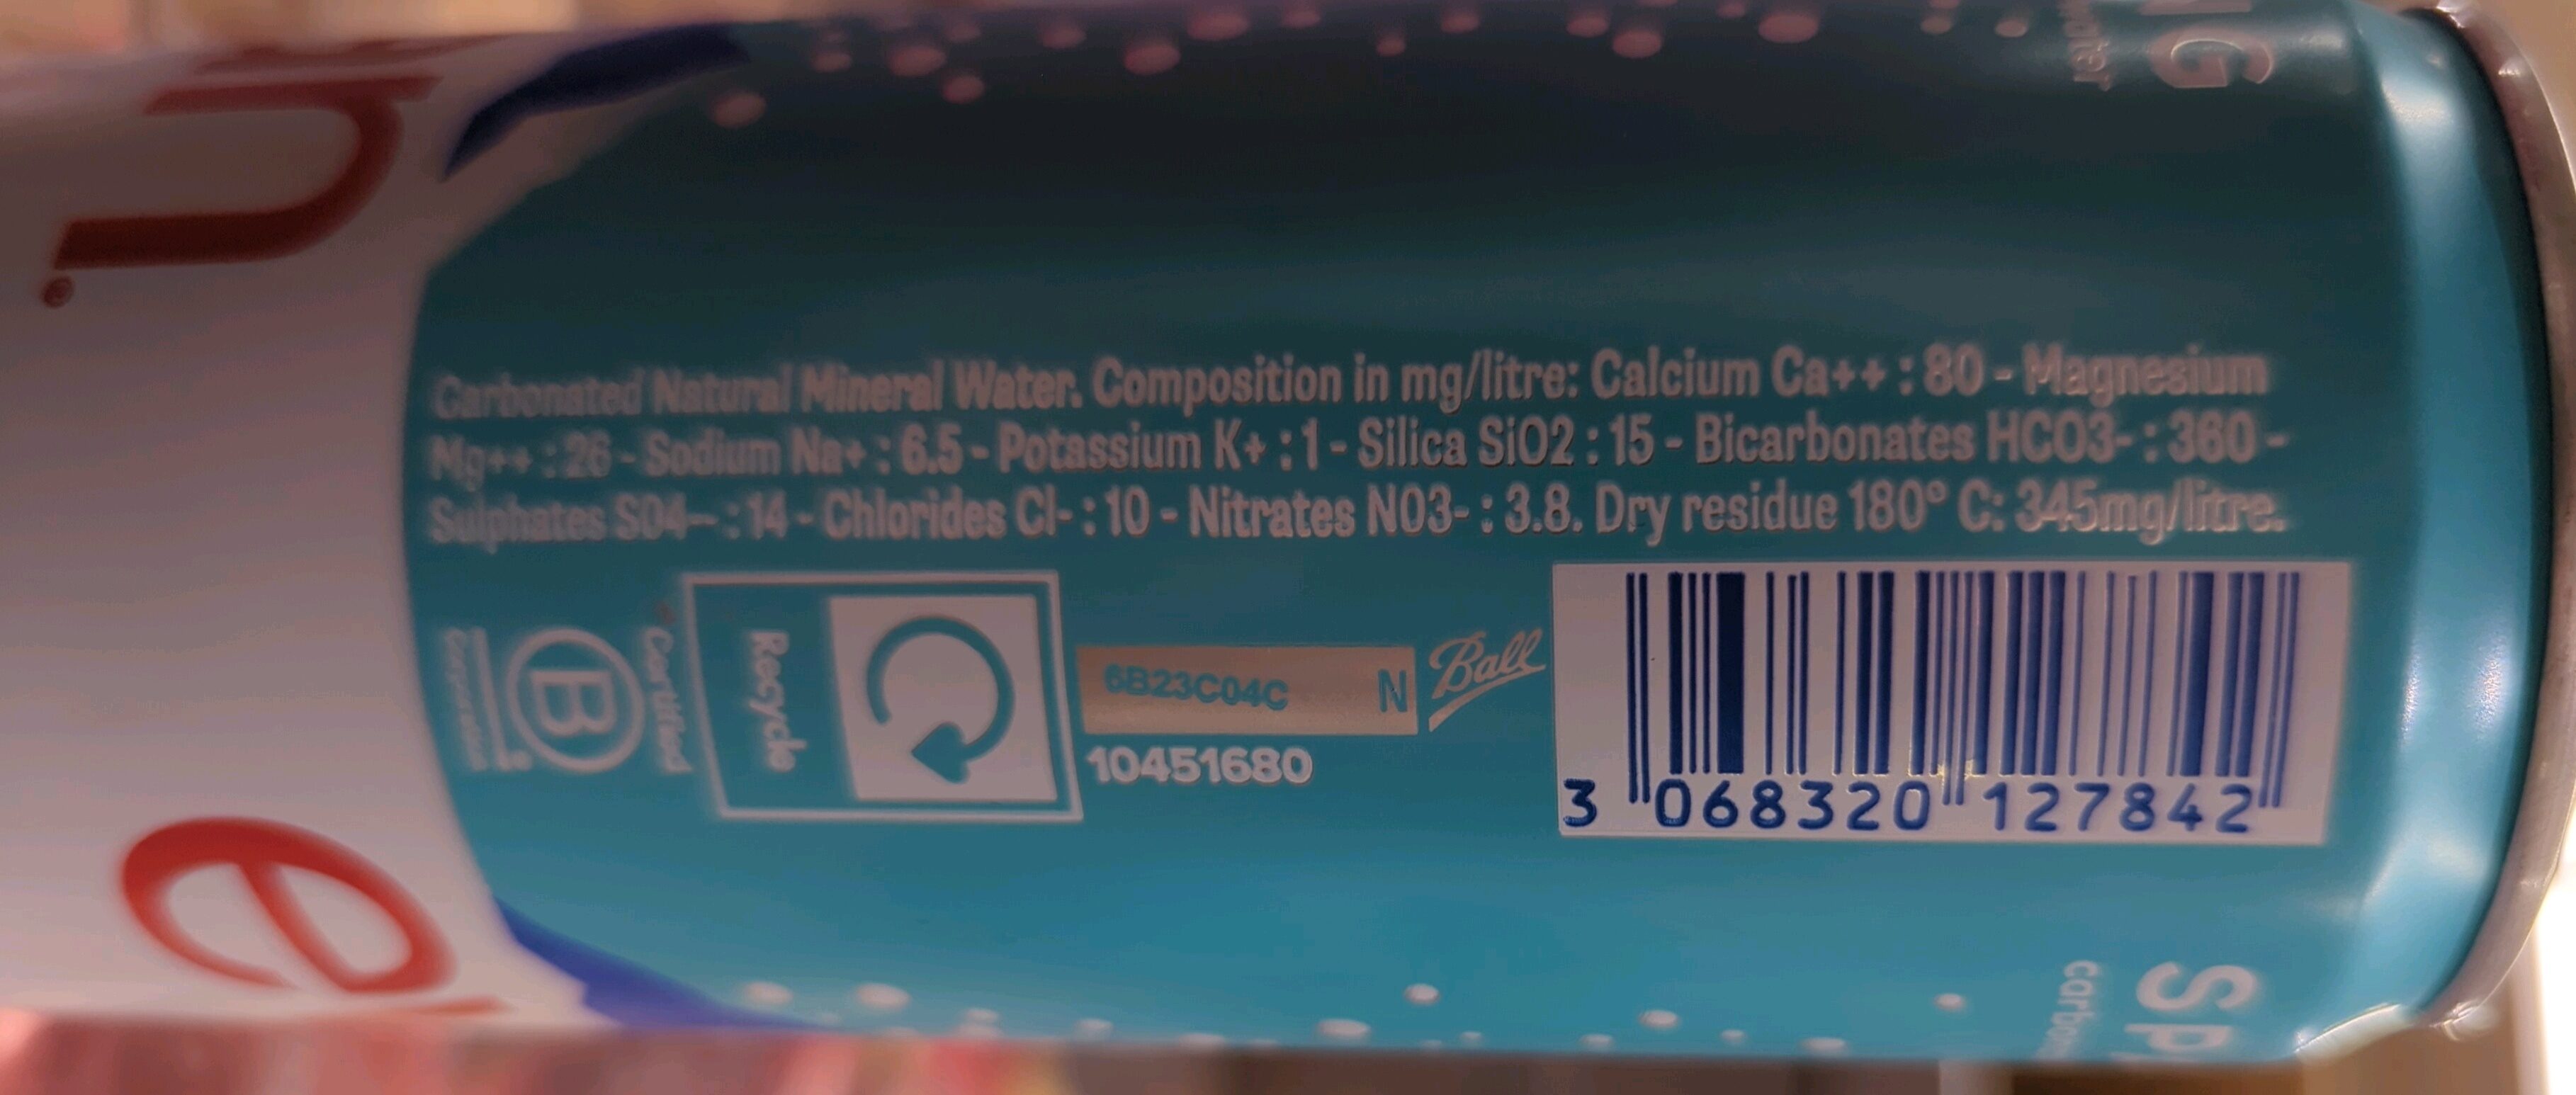 Carbonated Natural Mineral Water. Composition in mg/litre: Calcium Ca++ : 80 - Magnesium
Mg++ : 26 - Sodium Na+ : 6.5 - Potassium K+ : 1 - Silica SiO2 : 15 - Bicarbonates HCO3- : 360 -
Sulphates SO4-- : 14 - Chlorides Cl- : 10 - Nitrates NO3- : 3.8. Dry residue 180° C: 345mg/litre.
Certified
B
Corporation
Recycle
6B23C04C N
10451680
Ball
3 068320 127842